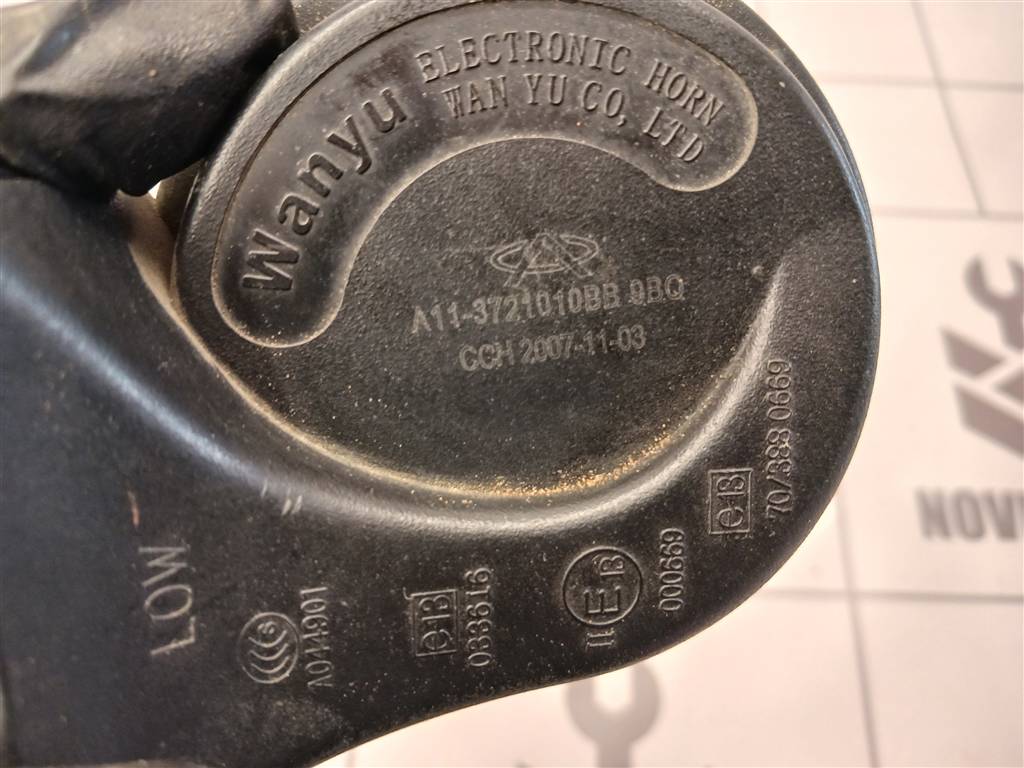 Wanyu
ELECTRONIC HORN
WAN YU CO, LTD
A11-3721010BB 9BQ
CCH 2007-11-03
LOW
S
A044901
e13
033616
II E13
000669
e13
70/388 0669
NOV